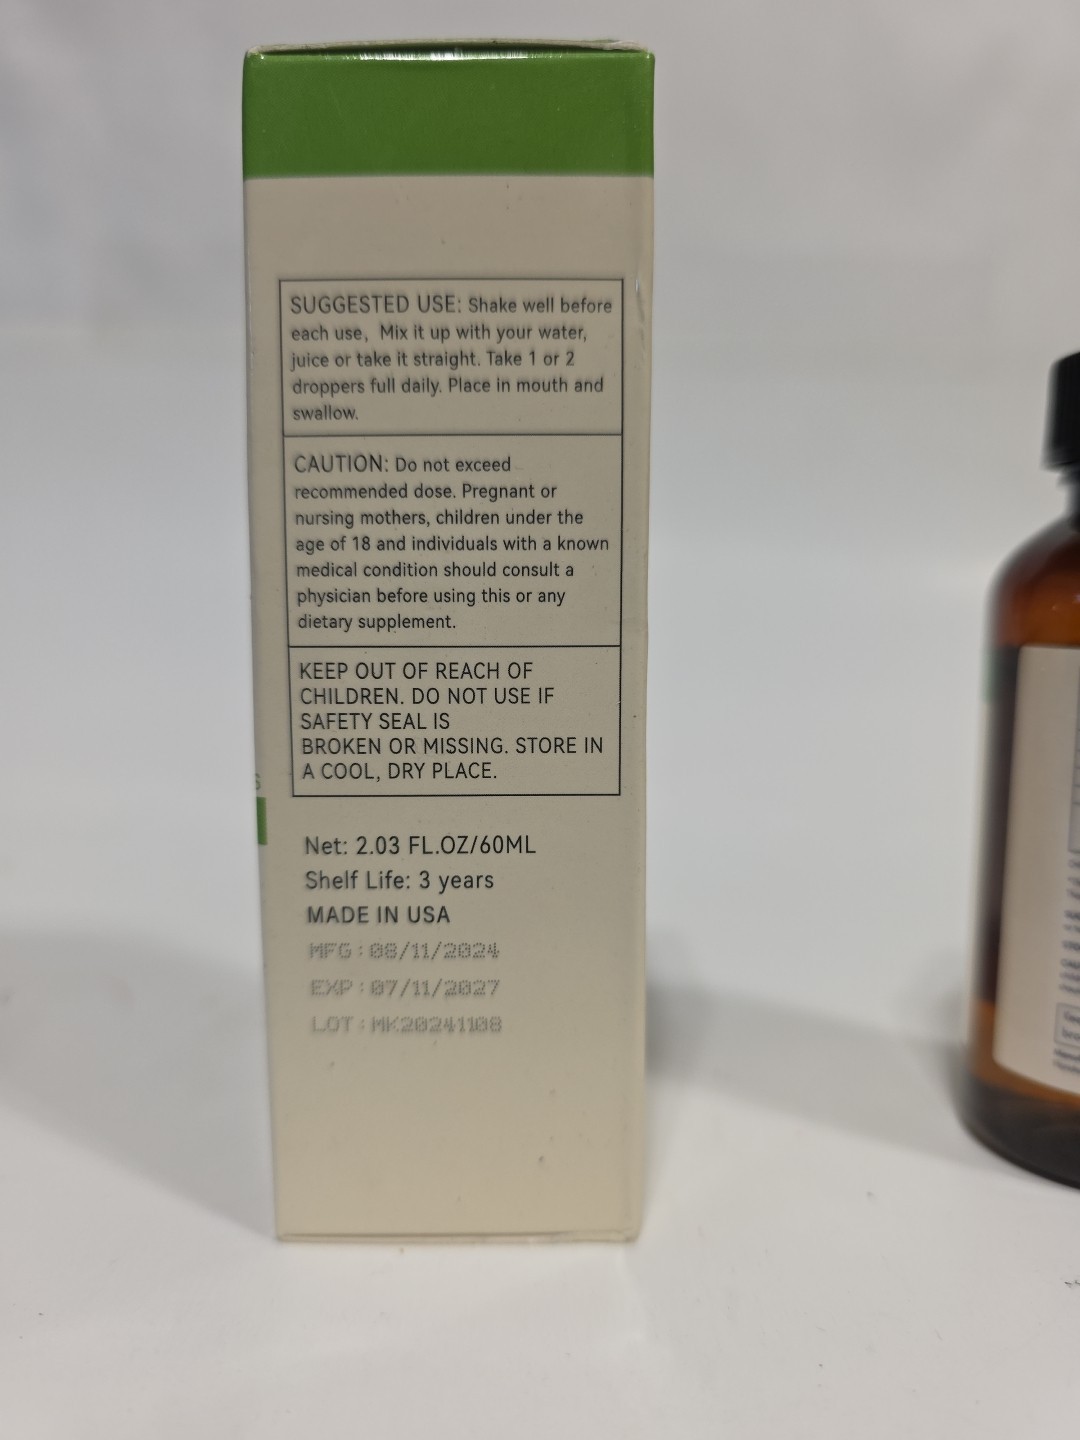 SUGGESTED USE: Shake well before
each use, Mix it up with your water,
juice or take it straight. Take 1 or 2
droppers full daily. Place in mouth and
swallow.
CAUTION: Do not exceed
recommended dose. Pregnant or
nursing mothers, children under the
age of 18 and individuals with a known
medical condition should consult a
physician before using this or any
dietary supplement.
KEEP OUT OF REACH OF
CHILDREN. DO NOT USE IF
SAFETY SEAL IS
BROKEN OR MISSING. STORE IN
A COOL, DRY PLACE.
Net: 2.03 FL.OZ/60ML
Shelf Life: 3 years
MADE IN USA
MFG:08/11/2024
EXP:07/11/2027
LOT:MK20241108